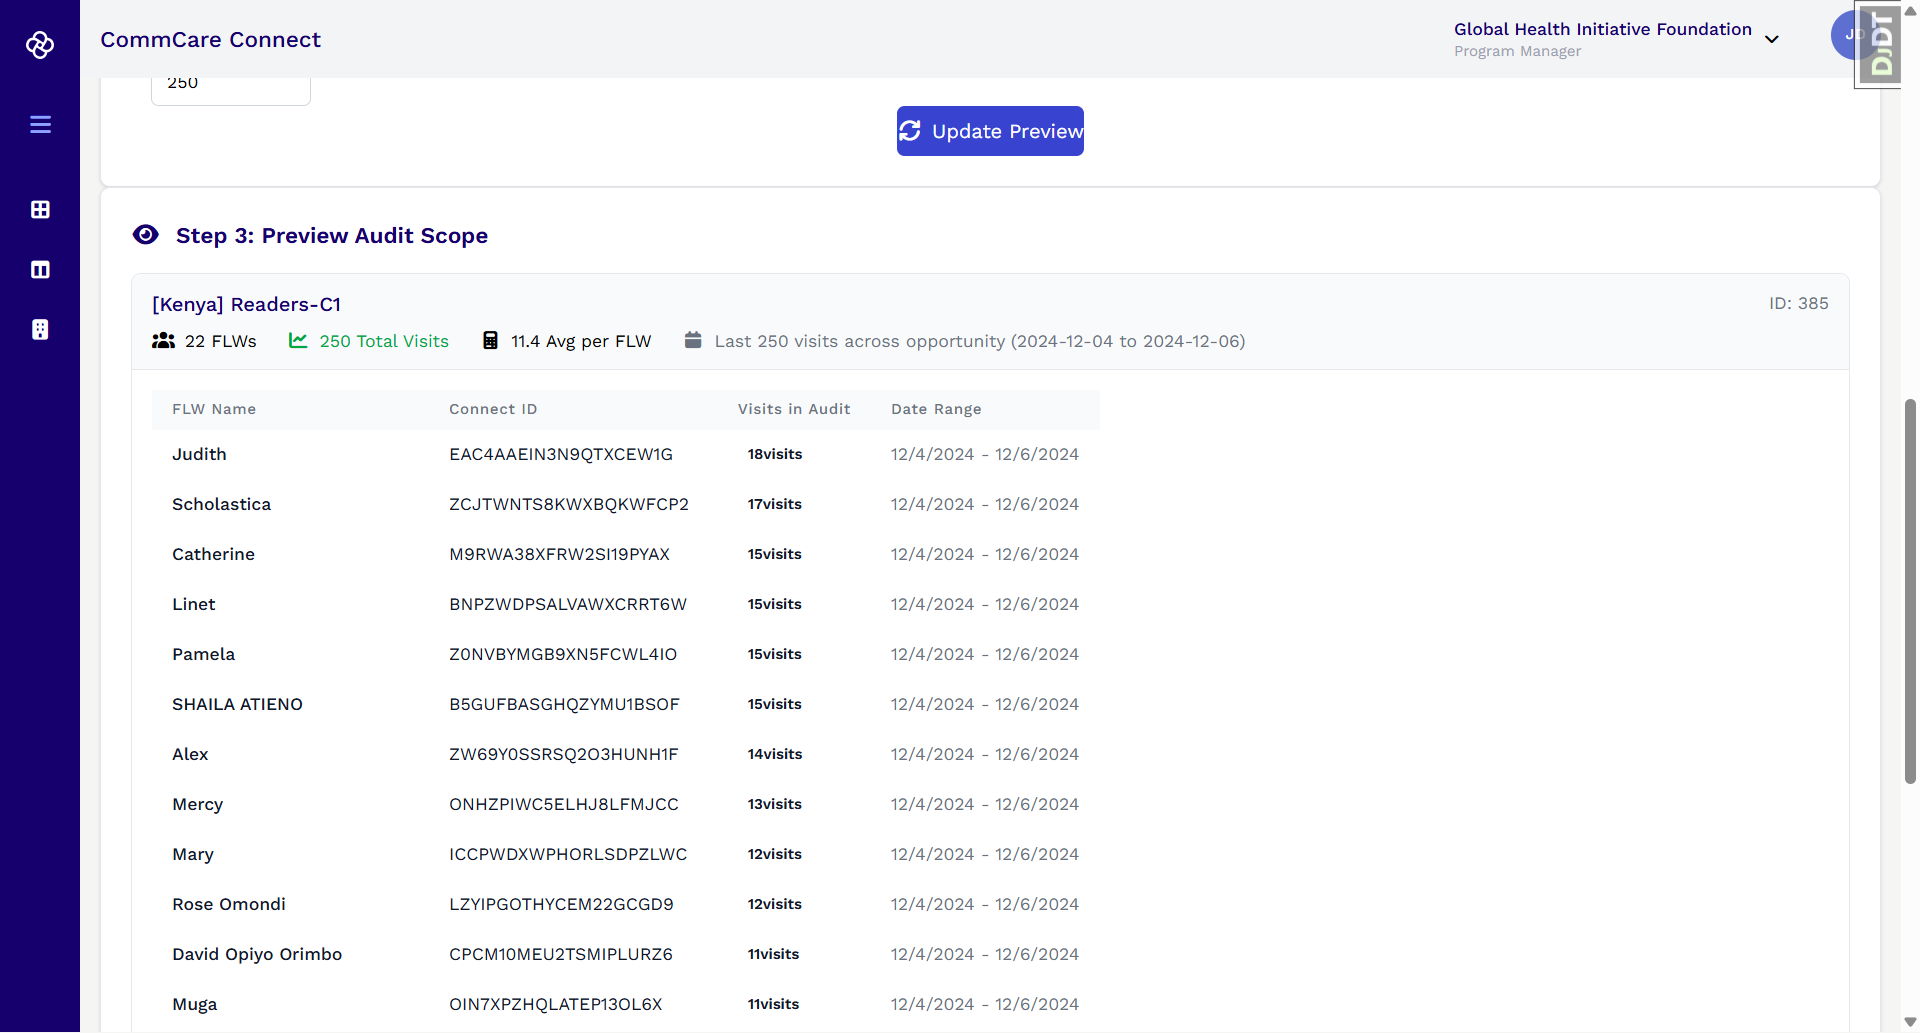 CommCare Connect
Global Health Initiative Foundation
Program Manager
JD
DjDT
250
Update Preview
Step 3: Preview Audit Scope
[Kenya] Readers-C1
ID: 385
22 FLWs 250 Total Visits 11.4 Avg per FLW Last 250 visits across opportunity (2024-12-04 to 2024-12-06)
FLW Name Connect ID Visits in Audit Date Range
Judith EAC4AAEIN3N9QTXCEW1G 18visits 12/4/2024 - 12/6/2024
Scholastica ZCJTWNTS8KWXBQKWFCP2 17visits 12/4/2024 - 12/6/2024
Catherine M9RWA38XFRW2SI19PYAX 15visits 12/4/2024 - 12/6/2024
Linet BNPZWDPSALVAWXCRRT6W 15visits 12/4/2024 - 12/6/2024
Pamela Z0NVBYMGB9XN5FCWL4IO 15visits 12/4/2024 - 12/6/2024
SHAILA ATIENO B5GUFBASGHQZYMU1BSOF 15visits 12/4/2024 - 12/6/2024
Alex ZW69Y0SSRSQ2O3HUNH1F 14visits 12/4/2024 - 12/6/2024
Mercy ONHZPIWC5ELHJ8LFMJCC 13visits 12/4/2024 - 12/6/2024
Mary ICCPWDXWPHORLSDPZLWC 12visits 12/4/2024 - 12/6/2024
Rose Omondi LZYIPGOTHYCEM22GCGD9 12visits 12/4/2024 - 12/6/2024
David Opiyo Orimbo CPCM10MEU2TSMIPLURZ6 11visits 12/4/2024 - 12/6/2024
Muga OIN7XPZHQLATEP13OL6X 11visits 12/4/2024 - 12/6/2024